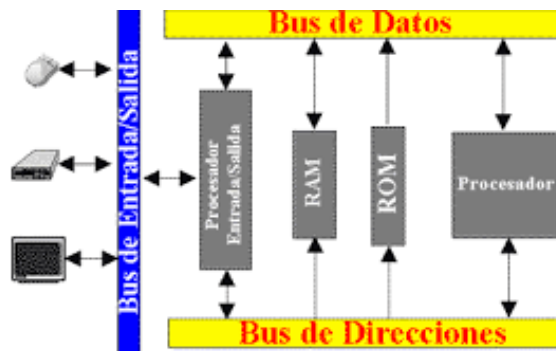 Bus de Datos
Bus de Entrada/Salida
Procesador
Entrada/Salida
RAM
ROM
Procesador
Bus de Direcciones